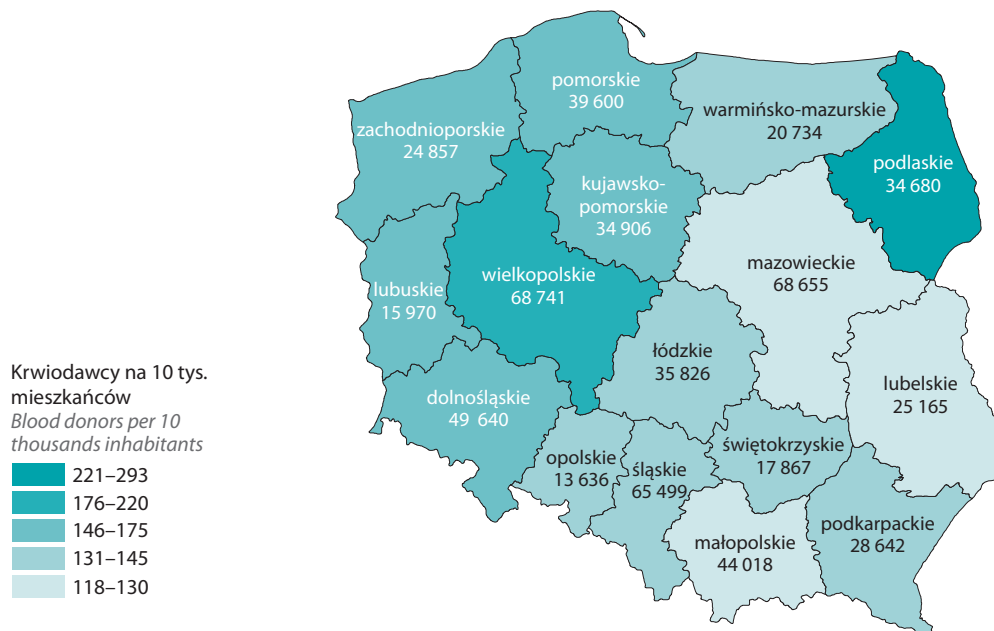 pomorskie
39 600
warmińsko-mazurskie
20 734
zachodnioporskie
24 857
podlaskie
34 680
kujawsko-
pomorskie
34 906
mazowieckie
68 655
wielkopolskie
68 741
lubuskie
15 970
łódzkie
35 826
lubelskie
25 165
dolnośląskie
49 640
świętokrzyskie
17 867
opolskie
13 636
śląskie
65 499
podkarpackie
28 642
małopolskie
44 018
Krwiodawcy na 10 tys.
mieszkańców
Blood donors per 10
thousands inhabitants
221–293
176–220
146–175
131–145
118–130